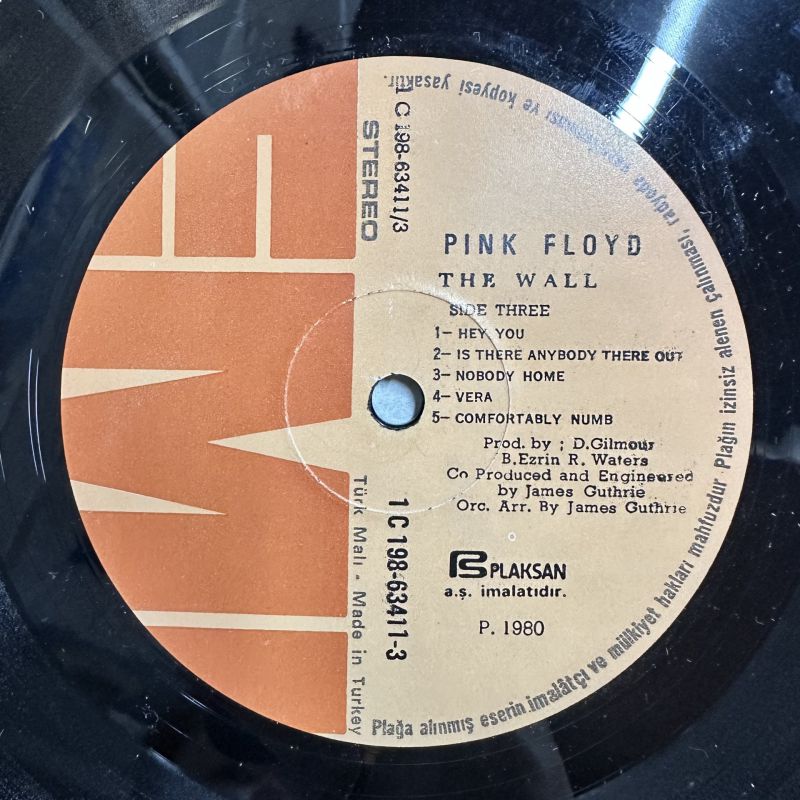 EMI
STEREO
1 C 198-63411/3
PINK FLOYD
THE WALL
SIDE THREE
1- HEY YOU
2- IS THERE ANYBODY THERE OUT
3- NOBODY HOME
4- VERA
5- COMFORTABLY NUMB
Prod. by ; D.Gilmour
B.Ezrin R. Waters
Co Produced and Engineered
by James Guthrie
Orc. Arr. By James Guthrie
PLAKSAN
a.ş. imalatıdır.
P. 1980
1 C 198-63411-3
Türk Malı - Made in Turkey
Plağa alınmış eserin imalâtçı ve mülkiyet hakları mahfuzdur Plağın izinsiz alenen çalınması, radyoda ve kopyesi yasaktır.